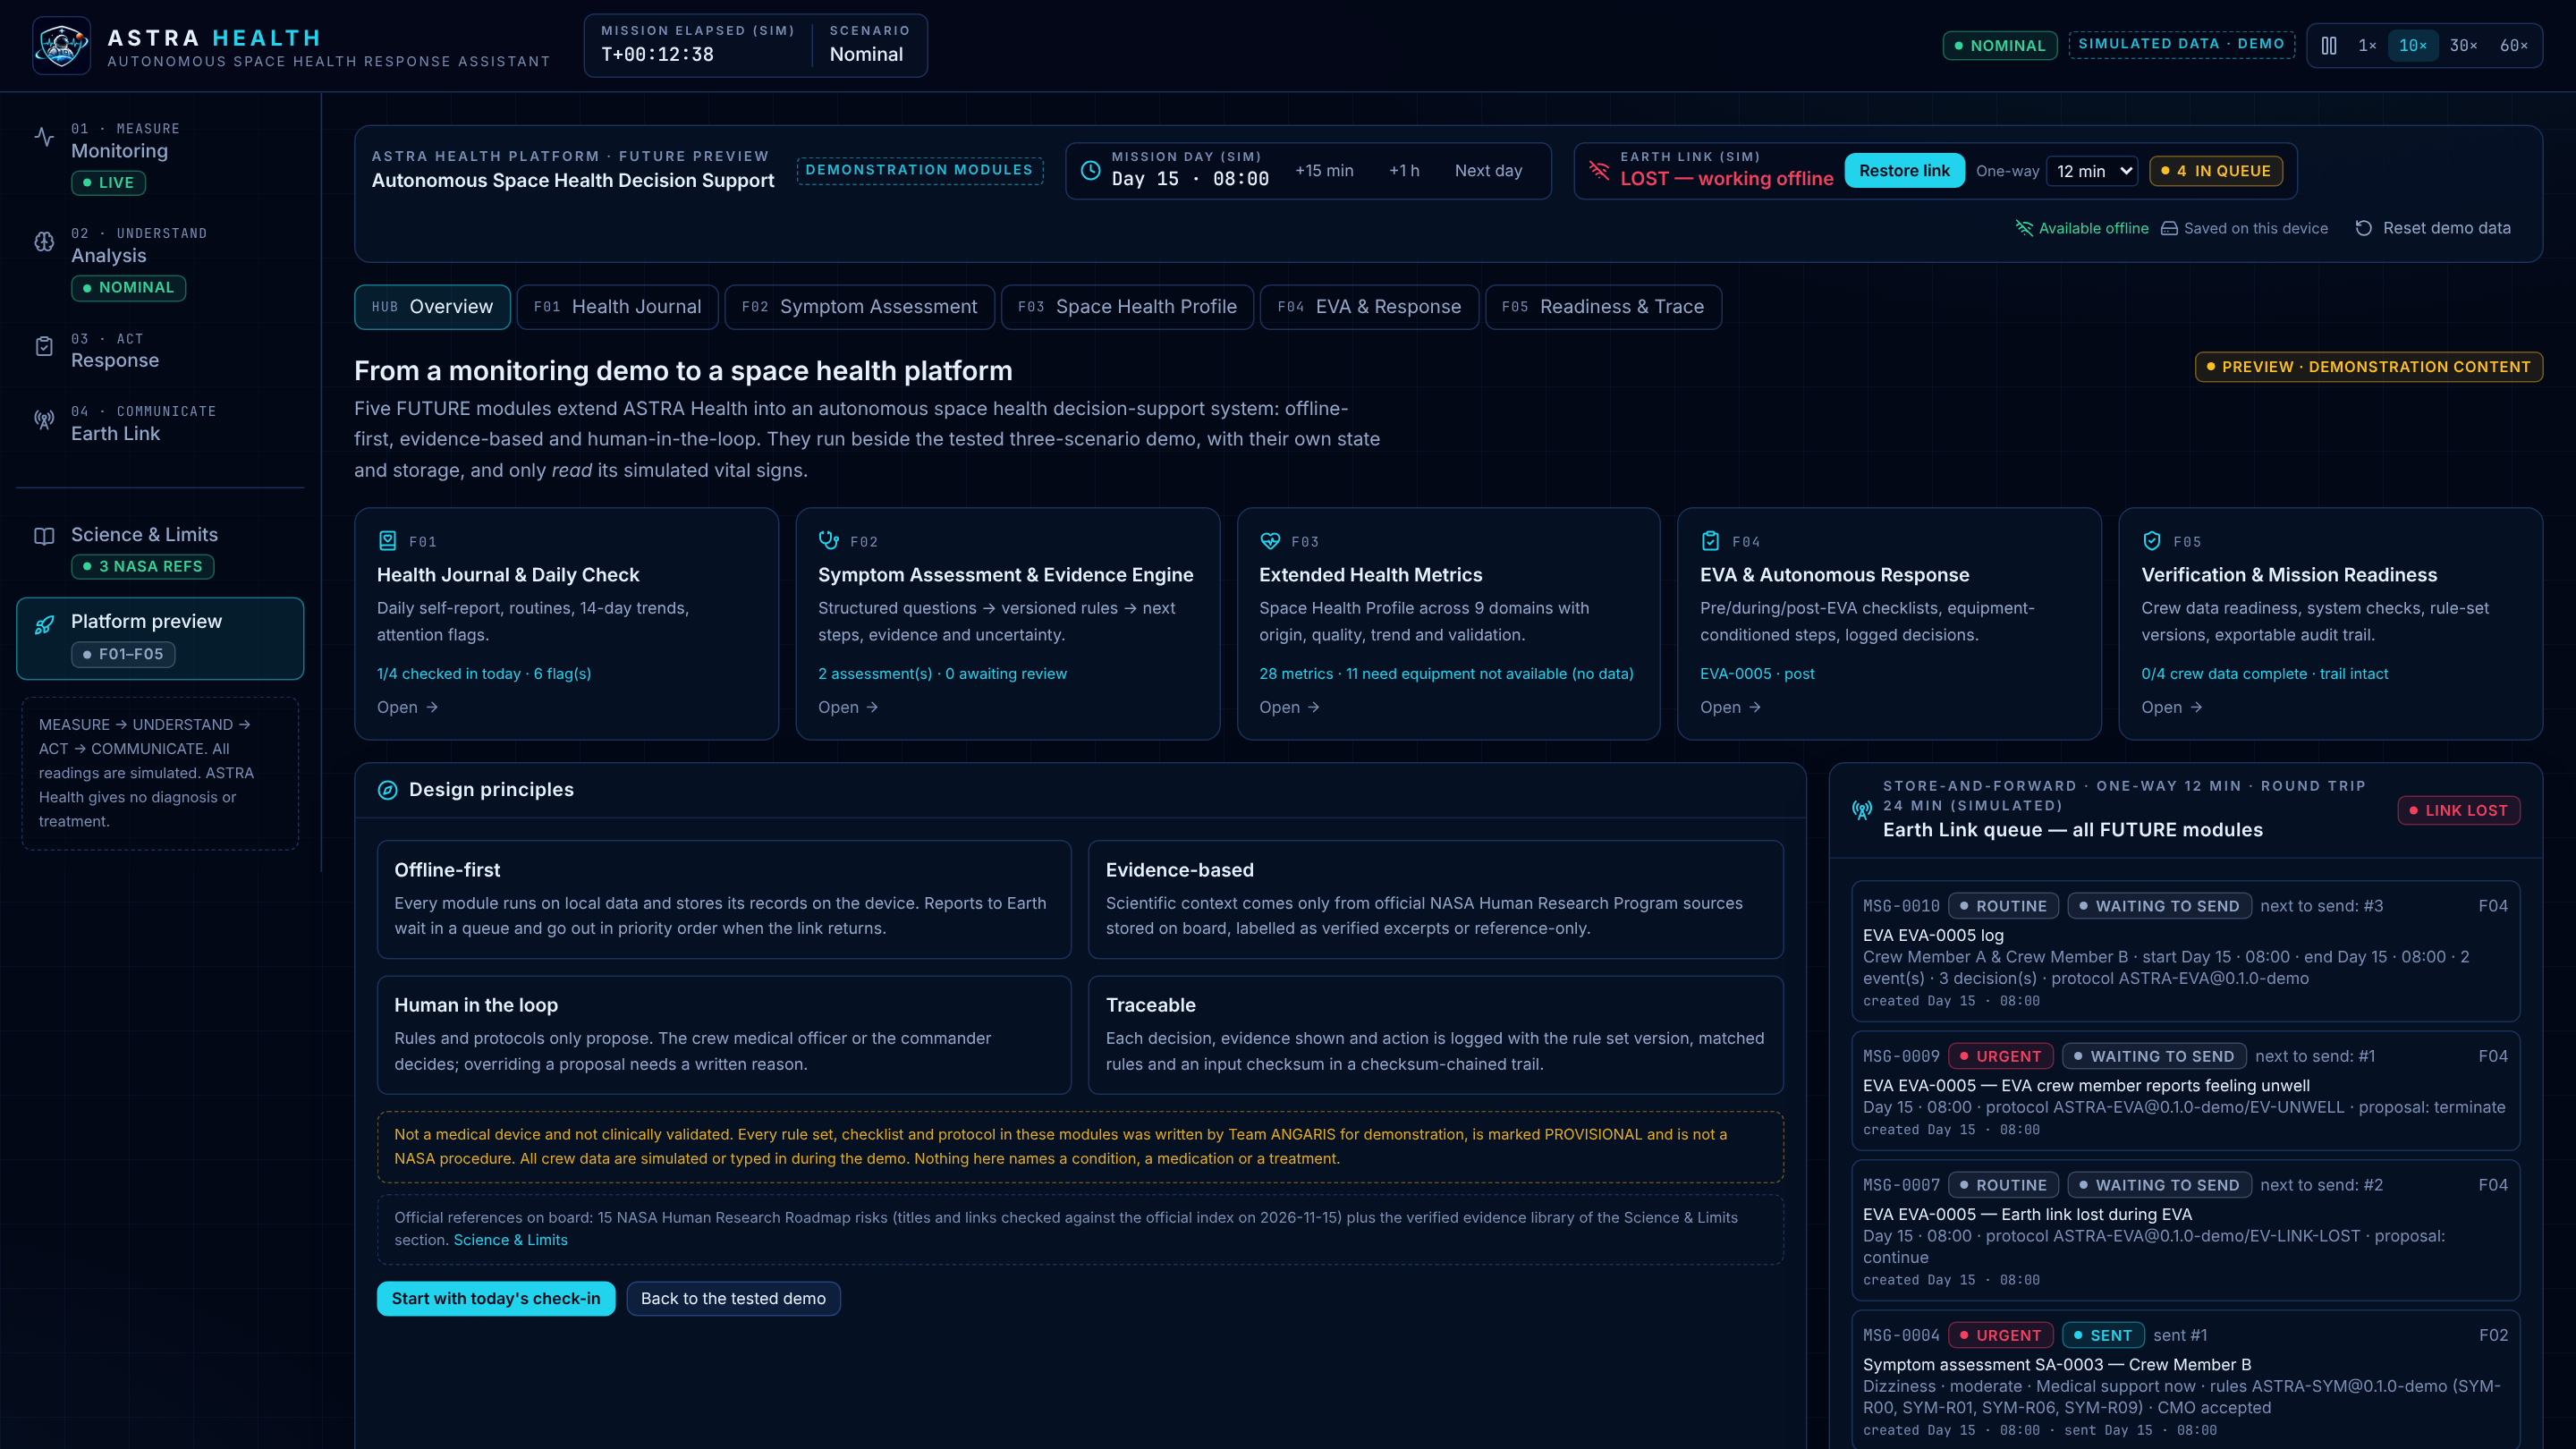 ASTRA HEALTH
AUTONOMOUS SPACE HEALTH RESPONSE ASSISTANT
MISSION ELAPSED (SIM)
T+00:12:38
SCENARIO
Nominal
NOMINAL
SIMULATED DATA · DEMO
1×
10×
30×
60×
01 · MEASURE
Monitoring
LIVE
02 · UNDERSTAND
Analysis
NOMINAL
03 · ACT
Response
04 · COMMUNICATE
Earth Link
Science & Limits
3 NASA REFS
Platform preview
F01–F05
MEASURE → UNDERSTAND →
ACT → COMMUNICATE. All
readings are simulated. ASTRA
Health gives no diagnosis or
treatment.
ASTRA HEALTH PLATFORM · FUTURE PREVIEW
Autonomous Space Health Decision Support
DEMONSTRATION MODULES
MISSION DAY (SIM)
Day 15 · 08:00
+15 min
+1 h
Next day
EARTH LINK (SIM)
LOST — working offline
Restore link
One-way
12 min
4 IN QUEUE
Available offline
Saved on this device
Reset demo data
HUB Overview
F01 Health Journal
F02 Symptom Assessment
F03 Space Health Profile
F04 EVA & Response
F05 Readiness & Trace
From a monitoring demo to a space health platform
PREVIEW · DEMONSTRATION CONTENT
Five FUTURE modules extend ASTRA Health into an autonomous space health decision-support system: offline-
first, evidence-based and human-in-the-loop. They run beside the tested three-scenario demo, with their own state
and storage, and only read its simulated vital signs.
F01
Health Journal & Daily Check
Daily self-report, routines, 14-day trends,
attention flags.
1/4 checked in today · 6 flag(s)
Open →
F02
Symptom Assessment & Evidence Engine
Structured questions → versioned rules → next
steps, evidence and uncertainty.
2 assessment(s) · 0 awaiting review
Open →
F03
Extended Health Metrics
Space Health Profile across 9 domains with
origin, quality, trend and validation.
28 metrics · 11 need equipment not available (no data)
Open →
F04
EVA & Autonomous Response
Pre/during/post-EVA checklists, equipment-
conditioned steps, logged decisions.
EVA-0005 · post
Open →
F05
Verification & Mission Readiness
Crew data readiness, system checks, rule-set
versions, exportable audit trail.
0/4 crew data complete · trail intact
Open →
Design principles
Offline-first
Every module runs on local data and stores its records on the device. Reports to Earth
wait in a queue and go out in priority order when the link returns.
Evidence-based
Scientific context comes only from official NASA Human Research Program sources
stored on board, labelled as verified excerpts or reference-only.
Human in the loop
Rules and protocols only propose. The crew medical officer or the commander
decides; overriding a proposal needs a written reason.
Traceable
Each decision, evidence shown and action is logged with the rule set version, matched
rules and an input checksum in a checksum-chained trail.
Not a medical device and not clinically validated. Every rule set, checklist and protocol in these modules was written by Team ANGARIS for demonstration, is marked PROVISIONAL and is not a
NASA procedure. All crew data are simulated or typed in during the demo. Nothing here names a condition, a medication or a treatment.
Official references on board: 15 NASA Human Research Roadmap risks (titles and links checked against the official index on 2026-11-15) plus the verified evidence library of the Science & Limits
section. Science & Limits
Start with today's check-in
Back to the tested demo
STORE-AND-FORWARD · ONE-WAY 12 MIN · ROUND TRIP
24 MIN (SIMULATED)
Earth Link queue — all FUTURE modules
LINK LOST
MSG-0010 ROUTINE WAITING TO SEND next to send: #3 F04
EVA EVA-0005 log
Crew Member A & Crew Member B · start Day 15 · 08:00 · end Day 15 · 08:00 · 2
event(s) · 3 decision(s) · protocol ASTRA-EVA@0.1.0-demo
created Day 15 · 08:00
MSG-0009 URGENT WAITING TO SEND next to send: #1 F04
EVA EVA-0005 — EVA crew member reports feeling unwell
Day 15 · 08:00 · protocol ASTRA-EVA@0.1.0-demo/EV-UNWELL · proposal: terminate
created Day 15 · 08:00
MSG-0007 ROUTINE WAITING TO SEND next to send: #2 F04
EVA EVA-0005 — Earth link lost during EVA
Day 15 · 08:00 · protocol ASTRA-EVA@0.1.0-demo/EV-LINK-LOST · proposal:
continue
created Day 15 · 08:00
MSG-0004 URGENT SENT sent #1 F02
Symptom assessment SA-0003 — Crew Member B
Dizziness · moderate · Medical support now · rules ASTRA-SYM@0.1.0-demo (SYM-
R00, SYM-R01, SYM-R06, SYM-R09) · CMO accepted
created Day 15 · 08:00 · sent Day 15 · 08:00